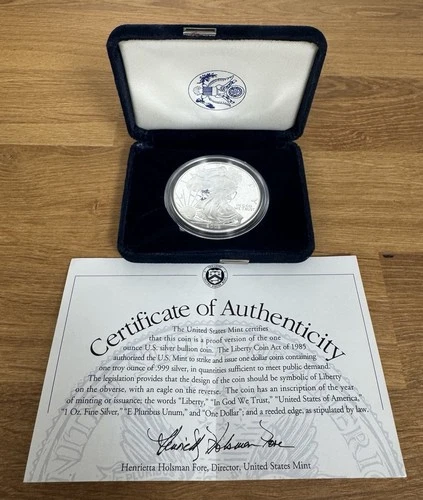 Certificate of Authenticity
The United States Mint certifies
that this coin is a proof version of the one
ounce U.S. silver bullion coin. The Liberty Coin Act of 1985
authorized the U.S. Mint to strike and issue one dollar coins containing
one troy ounce of .999 silver, in quantities sufficient to meet public demand.
The legislation provides that the design of the coin should be symbolic of Liberty
on the obverse, with an eagle on the reverse. The coin has an inscription of the year
of minting or issuance; the words "Liberty," "In God We Trust," "United States of America,"
"1 Oz. Fine Silver," "E Pluribus Unum," and "One Dollar"; and a reeded edge, as stipulated by law.
Henrietta Holsman Fore
Henrietta Holsman Fore, Director, United States Mint